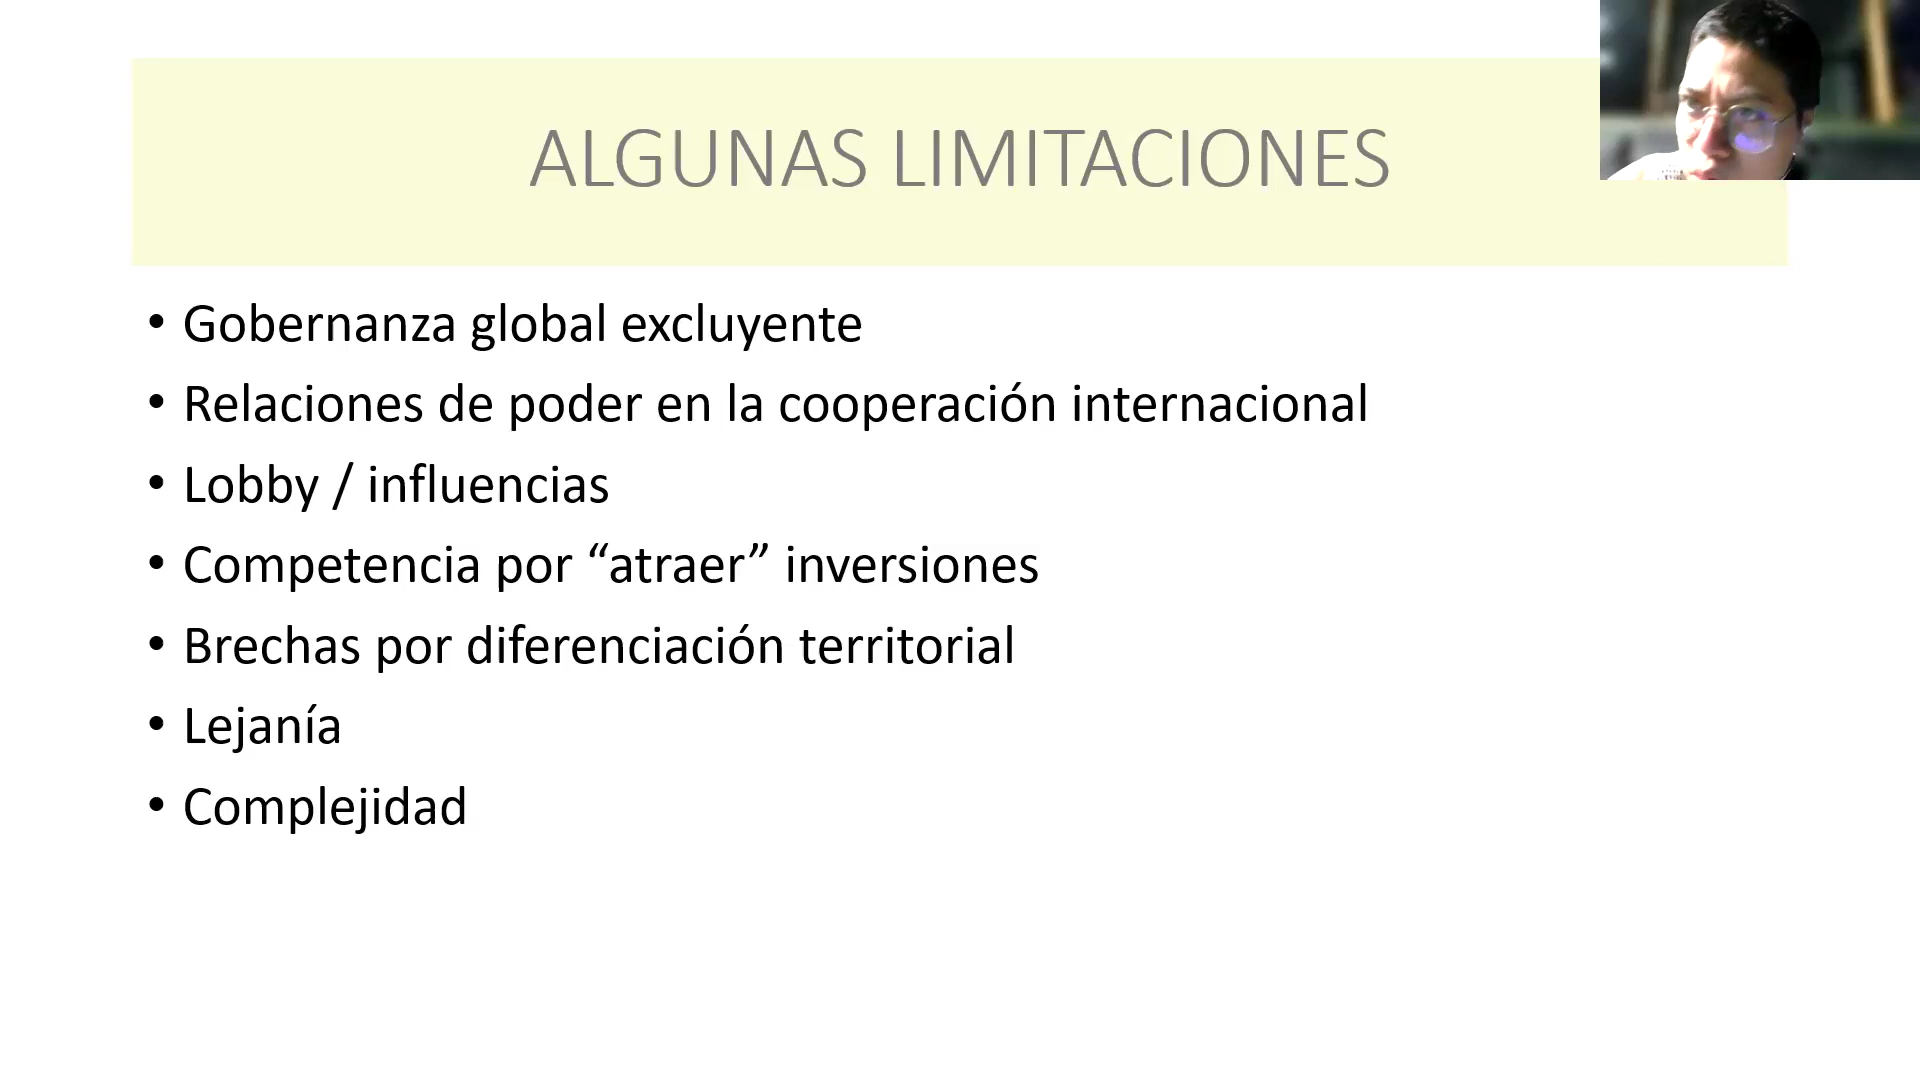 ALGUNAS LIMITACIONES
• Gobernanza global excluyente
• Relaciones de poder en la cooperación internacional
• Lobby / influencias
• Competencia por “atraer” inversiones
• Brechas por diferenciación territorial
• Lejanía
• Complejidad